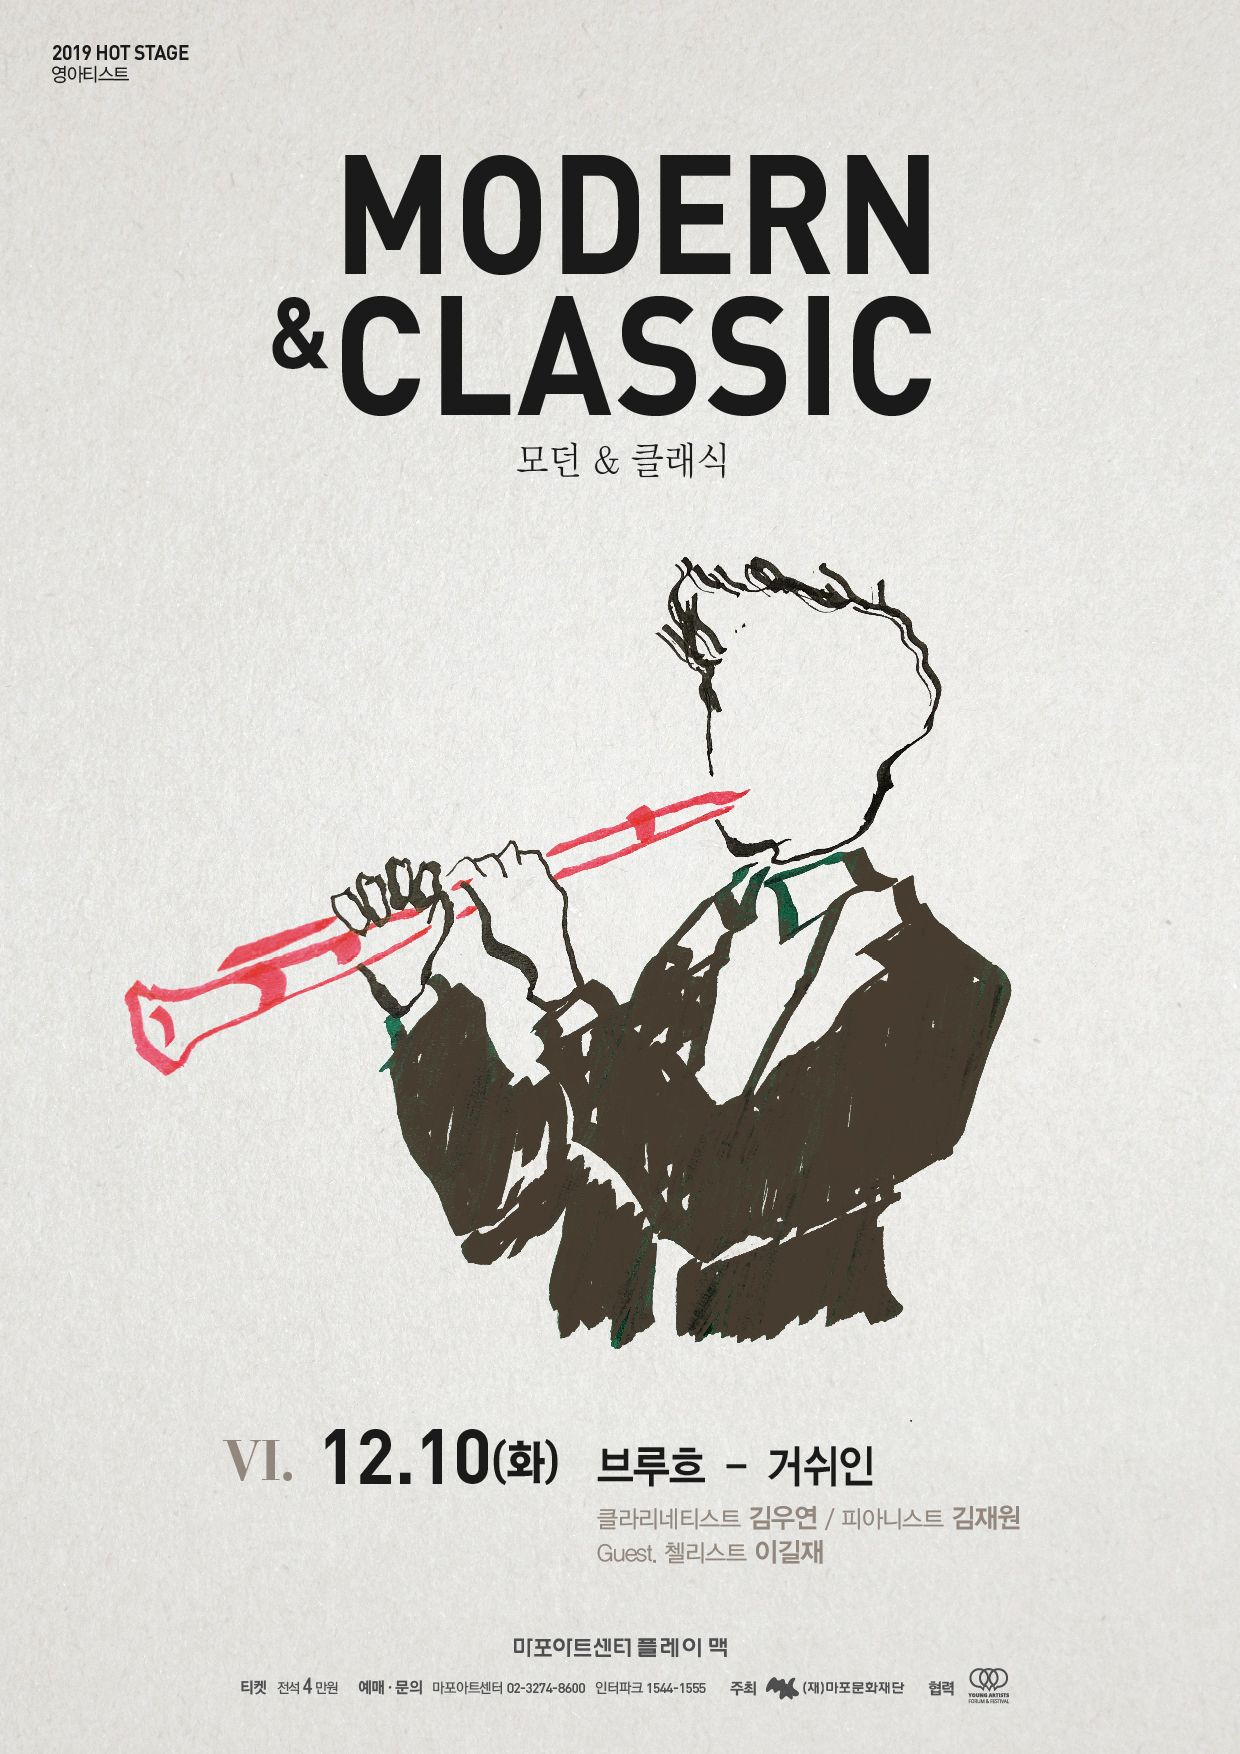 2019 HOT STAGE
영아티스트
MODERN
&CLASSIC
모던 & 클래식
VI. 12.10(화) 브루흐 - 거쉬인
클라리네티스트 김우연 / 피아니스트 김재원
Guest. 첼리스트 이길재
마포아트센터 플레이 맥
티켓 전석 4 만원 예매·문의 마포아트센터 02-3274-8600 인터파크 1544-1555 주최 (재)마포문화재단 협력 YOUNG ARTISTS
FORUM & FESTIVAL